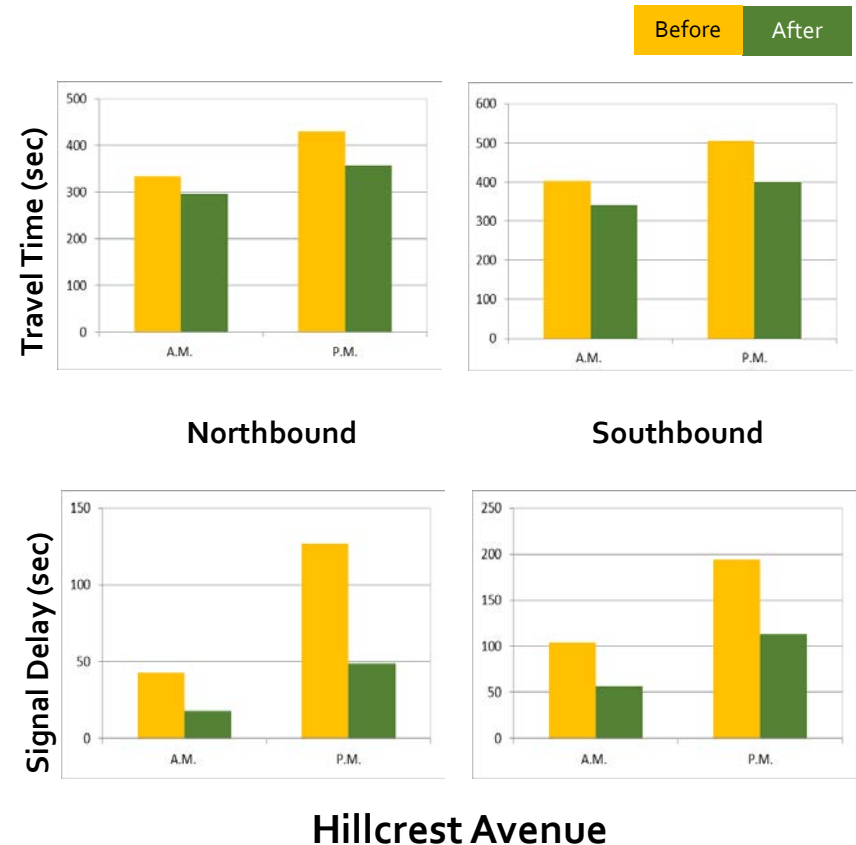 Before After
Travel Time (sec)
500
400
300
200
100
0
A.M. P.M.
600
500
400
300
200
100
0
A.M. P.M.
Northbound
Southbound
Signal Delay (sec)
150
100
50
0
A.M. P.M.
250
200
150
100
50
0
A.M. P.M.
Hillcrest Avenue